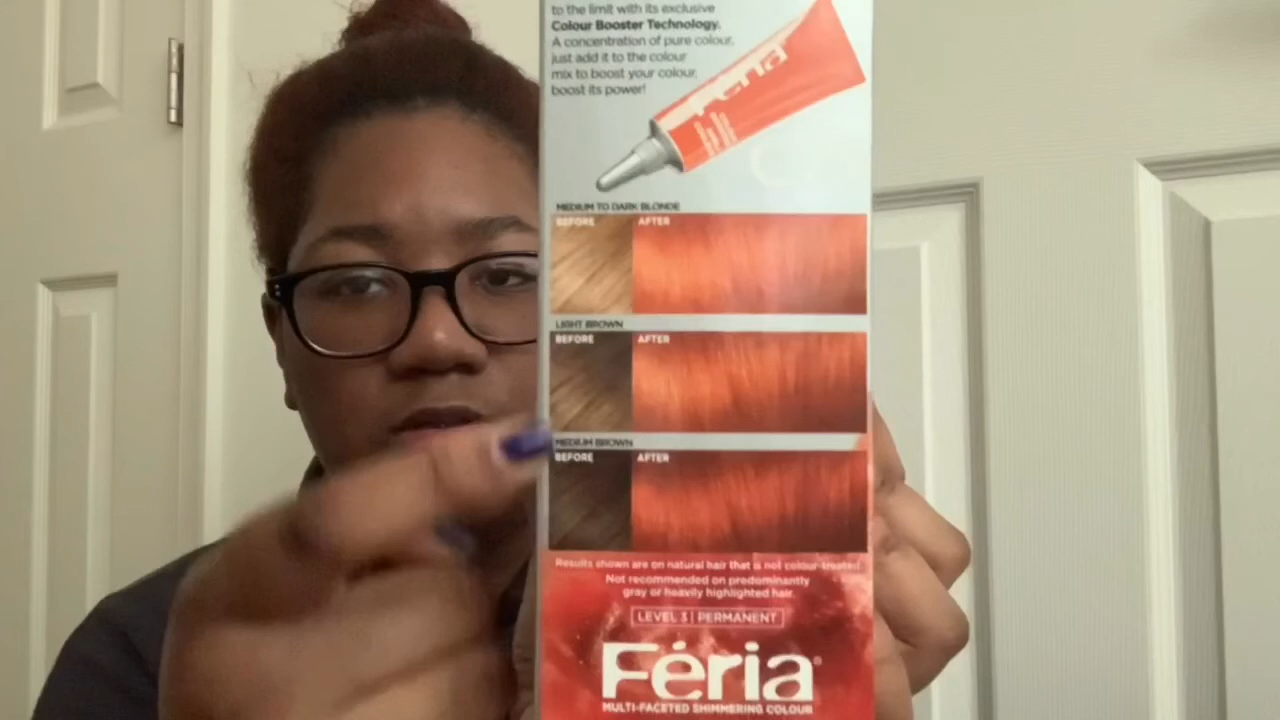 to the limit with its exclusive
Colour Booster Technology.
A concentration of pure colour,
just add it to the colour
mix to boost your colour,
boost its power!
Féria
MEDIUM TO DARK BLONDE
BEFORE AFTER
LIGHT BROWN
BEFORE AFTER
MEDIUM BROWN
BEFORE AFTER
Results shown are on natural hair that is not colour-treated.
Not recommended on predominantly
gray or heavily highlighted hair.
LEVEL 3 | PERMANENT
Féria®
MULTI-FACETED SHIMMERING COLOUR